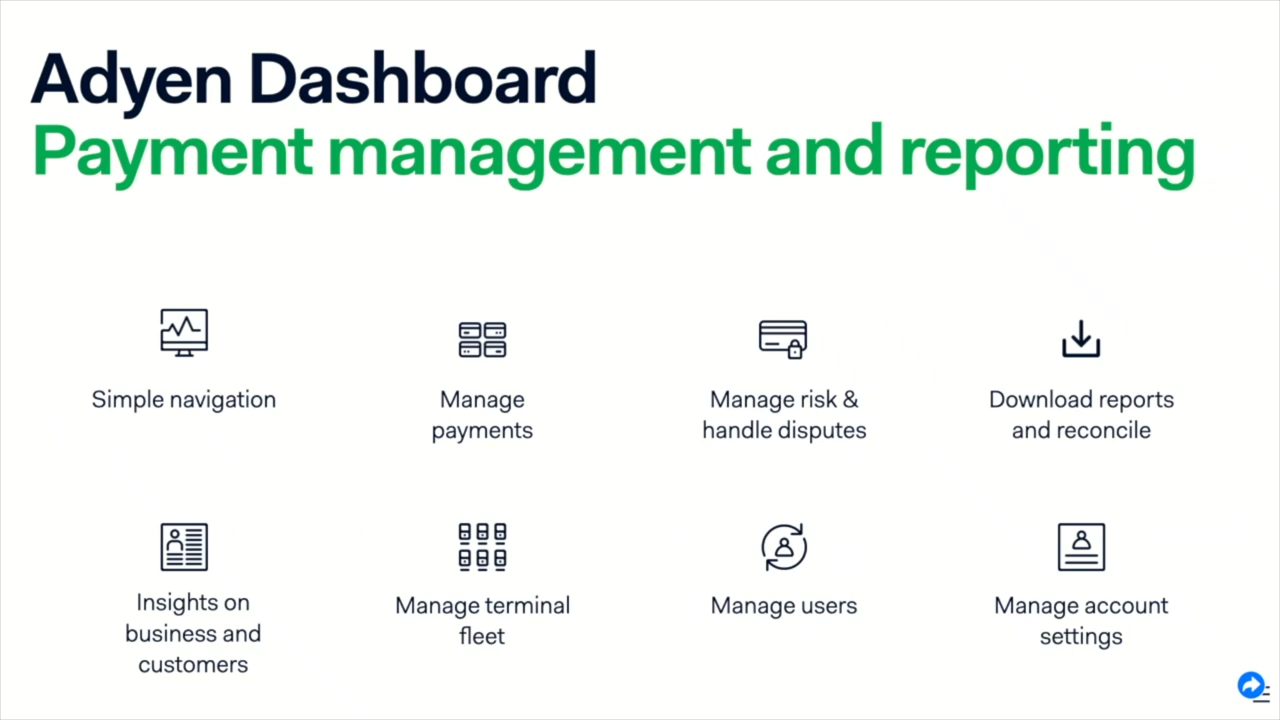 Adyen Dashboard
Payment management and reporting
Simple navigation
Manage
payments
Manage risk &
handle disputes
Download reports
and reconcile
Insights on
business and
customers
Manage terminal
fleet
Manage users
Manage account
settings